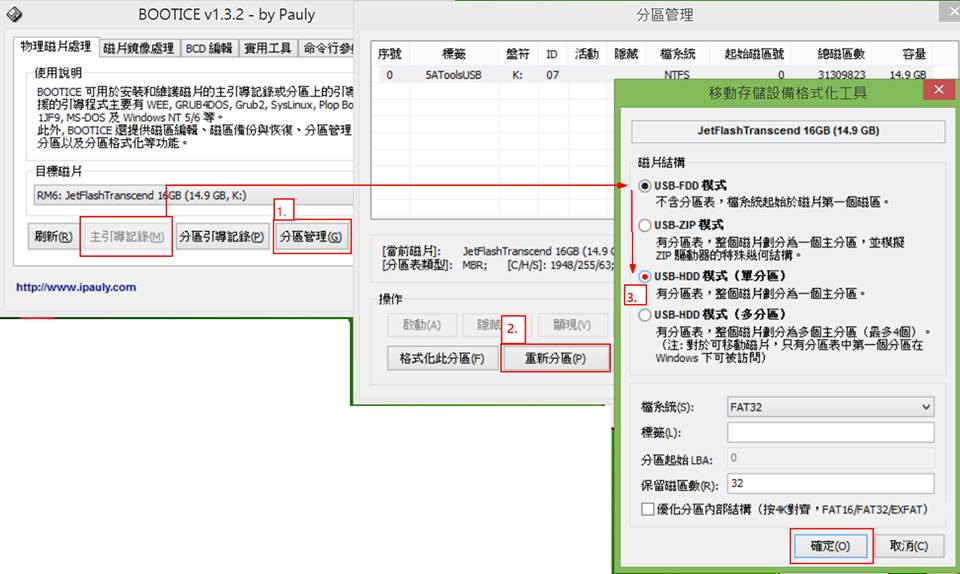 BOOTICE v1.3.2 - by Pauly
物理磁片處理 磁片鏡像處理 BCD 編輯 實用工具 命令行參
使用說明
BOOTICE 可用於安裝和維護磁片的主引導記錄或分區上的引導
援的引導程式主要有 WEE, GRUB4DOS, Grub2, SysLinux, Plop Bo
1JF9, MS-DOS 及 Windows NT 5/6 等。
此外, BOOTICE 還提供磁區編輯、磁區備份與恢復、分區管理
分區以及分區格式化等功能。
目標磁片
RM6: JetFlashTranscend 16GB (14.9 GB, K:)
1.
刷新(R) 主引導記錄(M) 分區引導記錄(P) 分區管理(G)
http://www.ipauly.com
分區管理
序號 標籤 盤符 ID 活動 隱藏 檔系統 起始磁區號 總磁區數 容量
0 5AToolsUSB K: 07 NTFS 0 31309823 14.9 GB
[當前磁片]: JetFlashTranscend 16GB (14.9 G
[分區表類型]: MBR; [C/H/S]: 1948/255/63;
操作
啟動(A) 隱藏 顯現(V)
2.
格式化此分區(F) 重新分區(P)
移動存儲設備格式化工具
JetFlashTranscend 16GB (14.9 GB)
磁片結構
USB-FDD 模式
不含分區表，檔系統起始於磁片第一個磁區。
USB-ZIP 模式
有分區表，整個磁片劃分為一個主分區，並模擬
ZIP 驅動器的特殊幾何結構。
USB-HDD 模式（單分區）
3.
有分區表，整個磁片劃分為一個主分區。
USB-HDD 模式（多分區）
有分區表，整個磁片劃分為多個主分區（最多4個）。
（注: 對於可移動磁片，只有分區表中第一個分區在
Windows 下可被訪問）
檔系統(S): FAT32
標籤(L):
分區起始 LBA: 0
保留磁區數(R): 32
優化分區內部結構（按4K對齊，FAT16/FAT32/EXFAT）
確定(O) 取消(C)